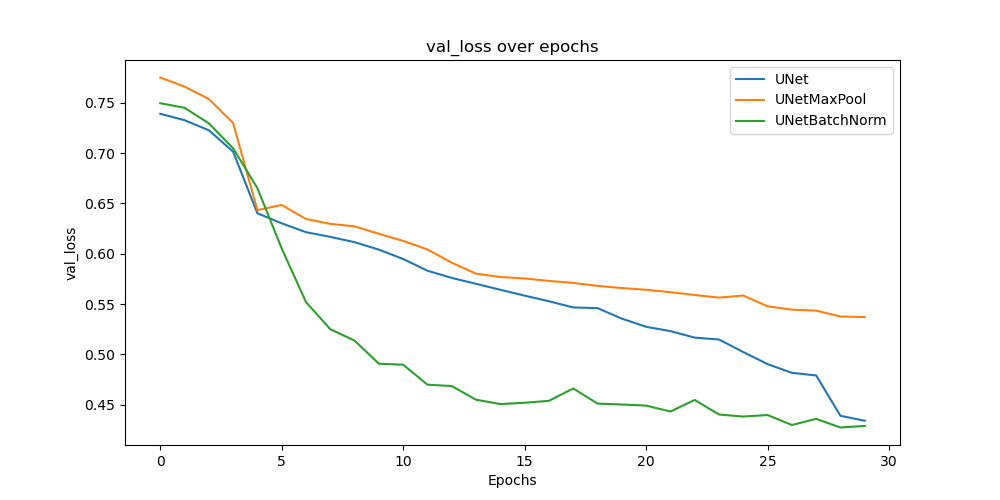 val_loss over epochs
UNet
UNetMaxPool
UNetBatchNorm
val_loss
0.75
0.70
0.65
0.60
0.55
0.50
0.45
0 5 10 15 20 25 30
Epochs